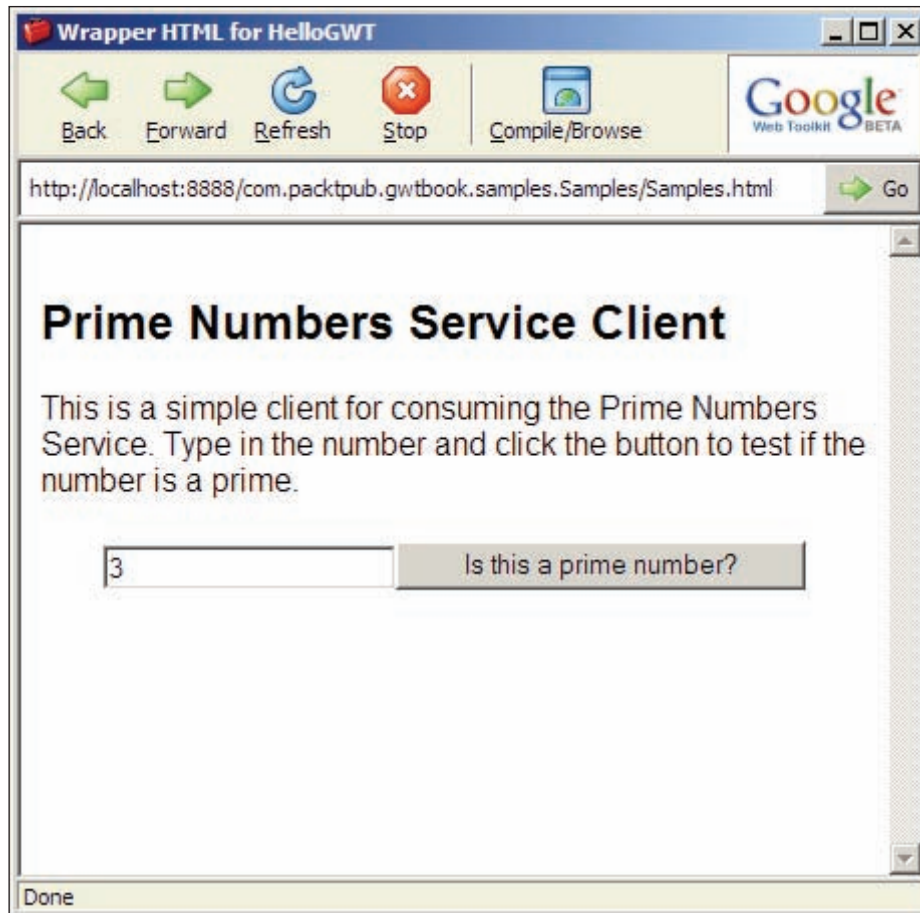 Wrapper HTML for HelloGWT
Back Forward Refresh Stop Compile/Browse
Google
Web Toolkit BETA
http://localhost:8888/com.packtpub.gwtbook.samples.Samples/Samples.html Go
Prime Numbers Service Client
This is a simple client for consuming the Prime Numbers
Service. Type in the number and click the button to test if the
number is a prime.
3 Is this a prime number?
Done